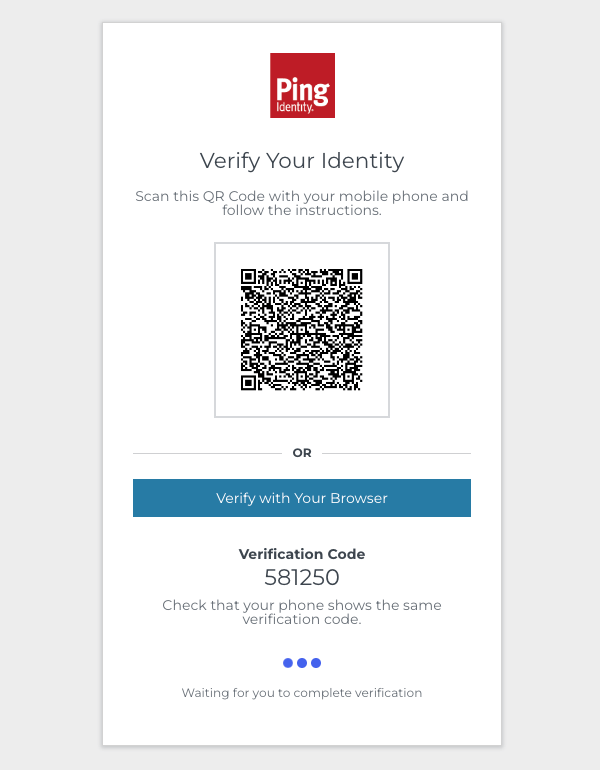 Ping
Identity.
Verify Your Identity
Scan this QR Code with your mobile phone and
follow the instructions.
OR
Verify with Your Browser
Verification Code
581250
Check that your phone shows the same
verification code.
Waiting for you to complete verification